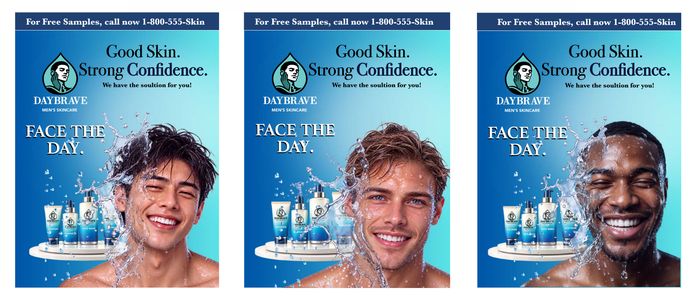 For Free Samples, call now 1-800-555-Skin
Good Skin.
Strong Confidence.
We have the soultion for you!
DAYBRAVE
MEN'S SKINCARE
FACE THE
DAY.
For Free Samples, call now 1-800-555-Skin
Good Skin.
Strong Confidence.
We have the soultion for you!
DAYBRAVE
MEN'S SKINCARE
FACE THE
DAY.
For Free Samples, call now 1-800-555-Skin
Good Skin.
Strong Confidence.
We have the soultion for you!
DAYBRAVE
MEN'S SKINCARE
FACE THE
DAY.